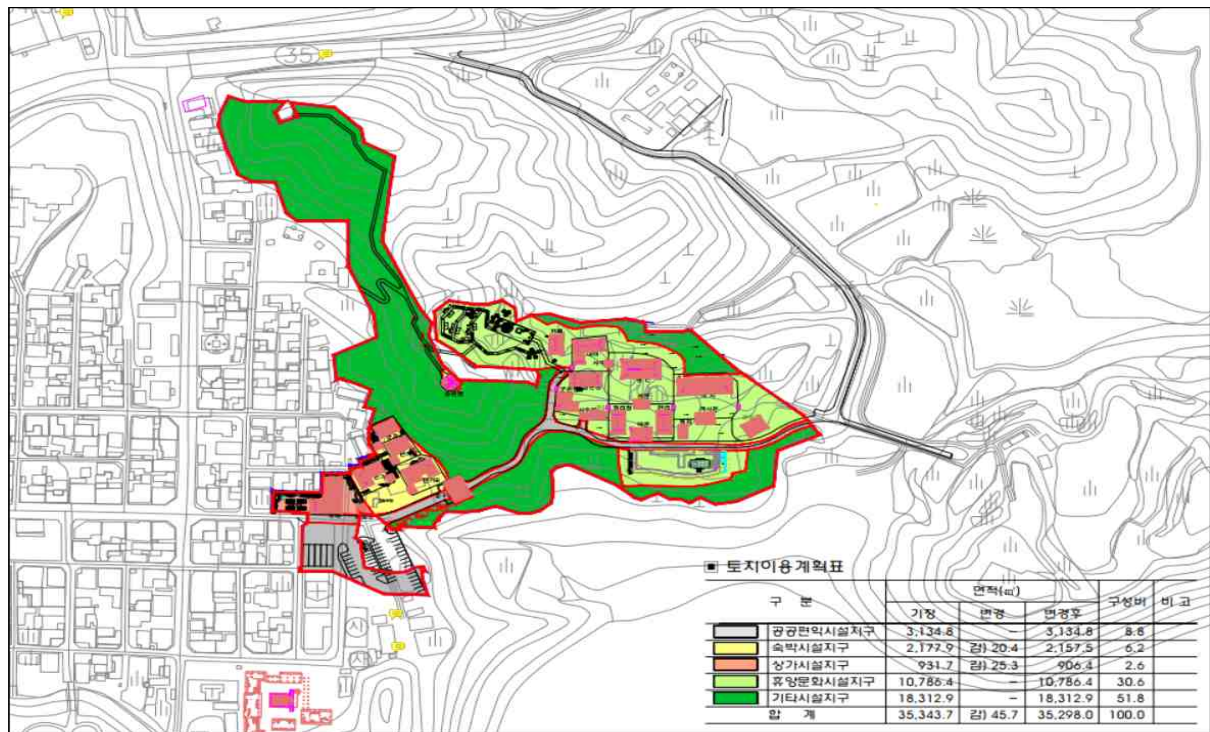 35
■ 토지이용계획표
구 분 면적(㎡) 구성비 비 고
기정 변경 변경후
공공편익시설지구 3,134.8 – 3,134.8 8.8
숙박시설지구 2,177.9 감) 20.4 2,157.5 6.2
상가시설지구 931.7 감) 25.3 906.4 2.6
휴양문화시설지구 10,786.4 – 10,786.4 30.6
기타시설지구 18,312.9 – 18,312.9 51.8
합 계 35,343.7 감) 45.7 35,298.0 100.0